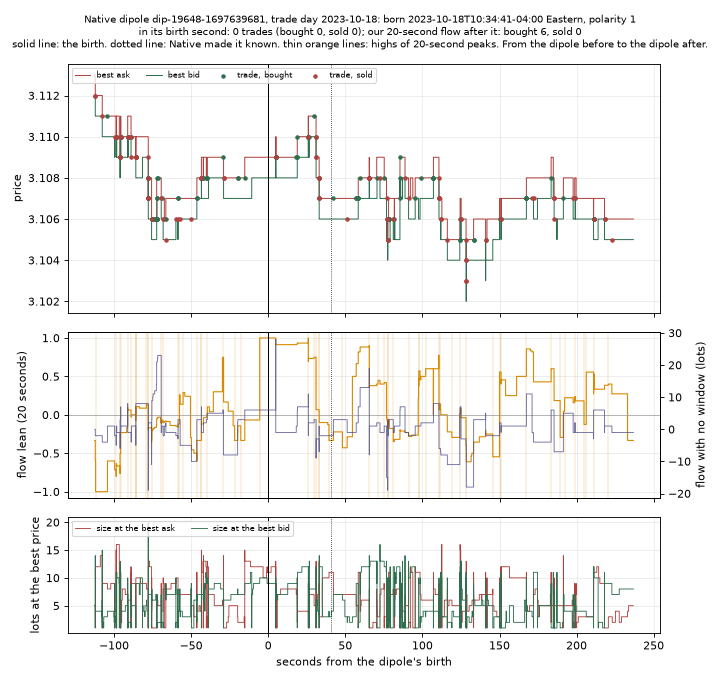 Native dipole dip-19648-1697639681, trade day 2023-10-18: born 2023-10-18T10:34:41-04:00 Eastern, polarity 1
in its birth second: 0 trades (bought 0, sold 0); our 20-second flow after it: bought 6, sold 0
solid line: the birth. dotted line: Native made it known. thin orange lines: highs of 20-second peaks. From the dipole before to the dipole after.
best ask best bid trade, bought trade, sold
3.112
3.110
3.108
3.106
3.104
3.102
price
1.0
0.5
0.0
−0.5
−1.0
flow lean (20 seconds)
30
20
10
0
−10
−20
flow with no window (lots)
size at the best ask size at the best bid
20
15
10
5
lots at the best price
−100 −50 0 50 100 150 200 250
seconds from the dipole's birth